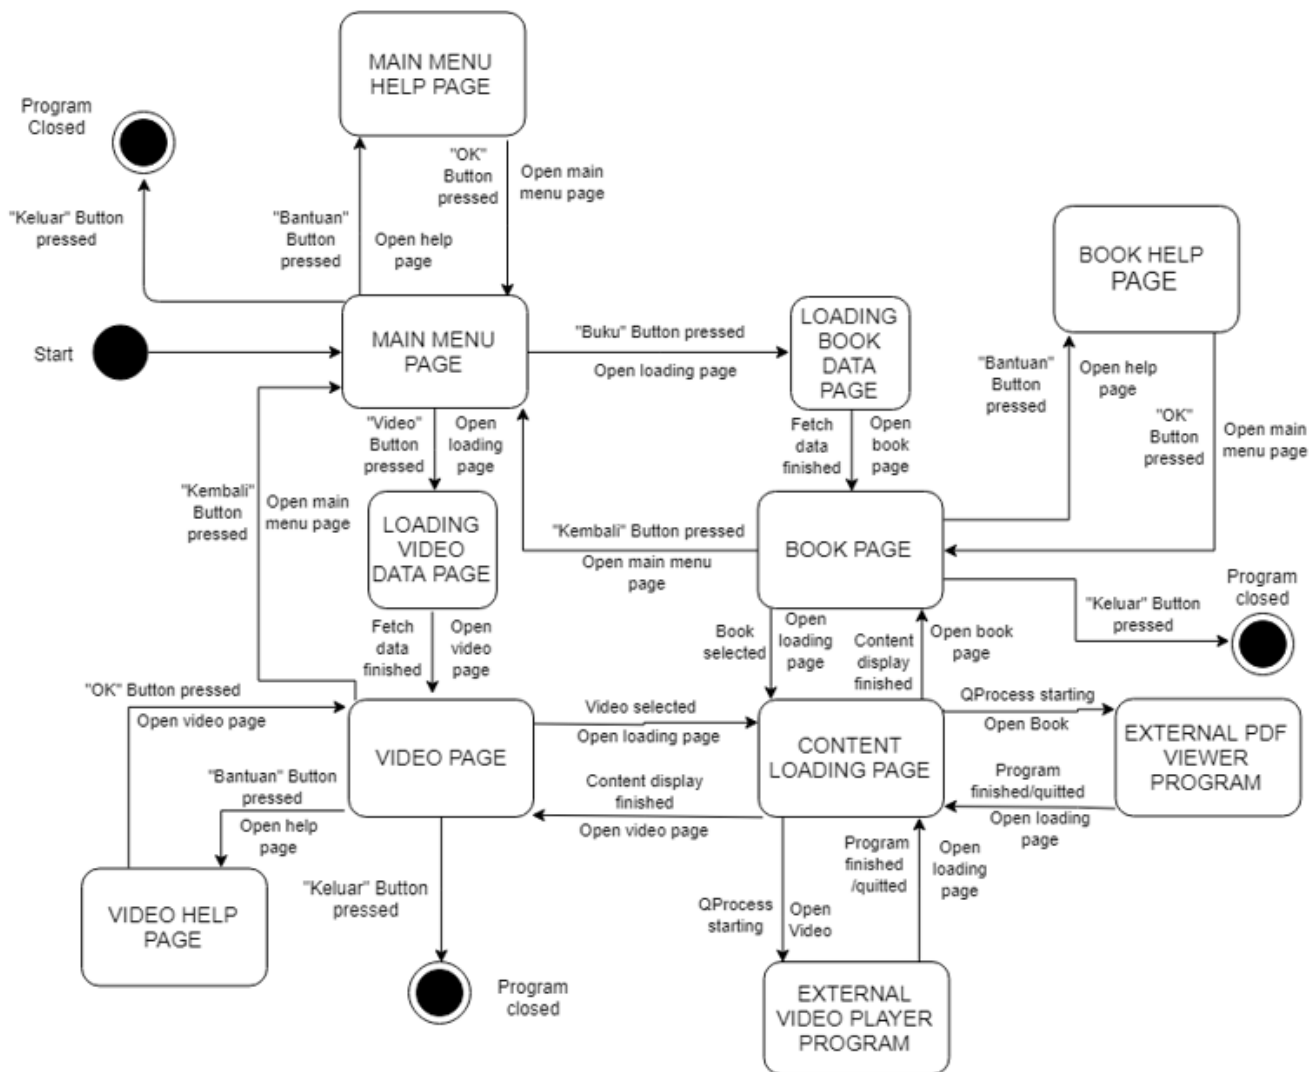 MAIN MENU
HELP PAGE
Program
Closed
"OK"
Button
pressed
Open main
menu page
"Keluar" Button
pressed
"Bantuan"
Button
pressed
Open help
page
BOOK HELP
PAGE
Start
MAIN MENU
PAGE
"Buku" Button pressed
Open loading page
LOADING
BOOK
DATA
PAGE
"Bantuan"
Button
pressed
Open help
page
"OK"
Button
pressed
Open main
menu page
"Video"
Button
pressed
Open
loading
page
Fetch
data
finished
Open
book
page
"Kembali"
Button
pressed
Open main
menu page
LOADING
VIDEO
DATA PAGE
"Kembali" Button pressed
Open main menu
page
BOOK PAGE
Program
closed
"Keluar" Button
pressed
Fetch
data
finished
Open
video
page
Book
selected
Open
loading
page
Content
display
finished
Open book
page
"OK" Button pressed
Open video page
VIDEO PAGE
Video selected
Open loading page
CONTENT
LOADING PAGE
QProcess starting
Open Book
EXTERNAL PDF
VIEWER
PROGRAM
"Bantuan" Button
pressed
Open help
page
Content display
finished
Open video page
Program
finished/quitted
Open loading
page
"Keluar" Button
pressed
Program
finished
/quitted
Open
loading
page
VIDEO HELP
PAGE
QProcess
starting
Open
Video
Program
closed
EXTERNAL
VIDEO PLAYER
PROGRAM